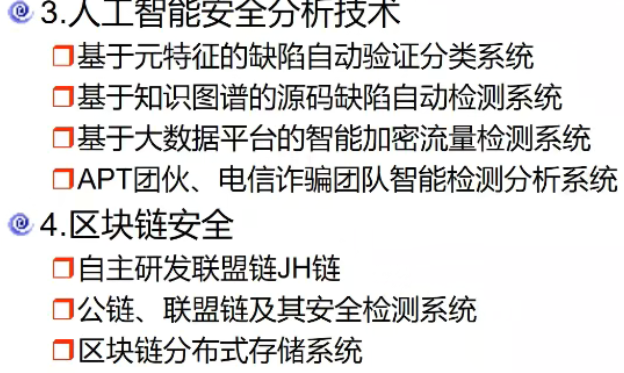 3.人工智能安全分析技术
基于元特征的缺陷自动验证分类系统
基于知识图谱的源码缺陷自动检测系统
基于大数据平台的智能加密流量检测系统
APT团伙、电信诈骗团队智能检测分析系统
4.区块链安全
自主研发联盟链JH链
公链、联盟链及其安全检测系统
区块链分布式存储系统